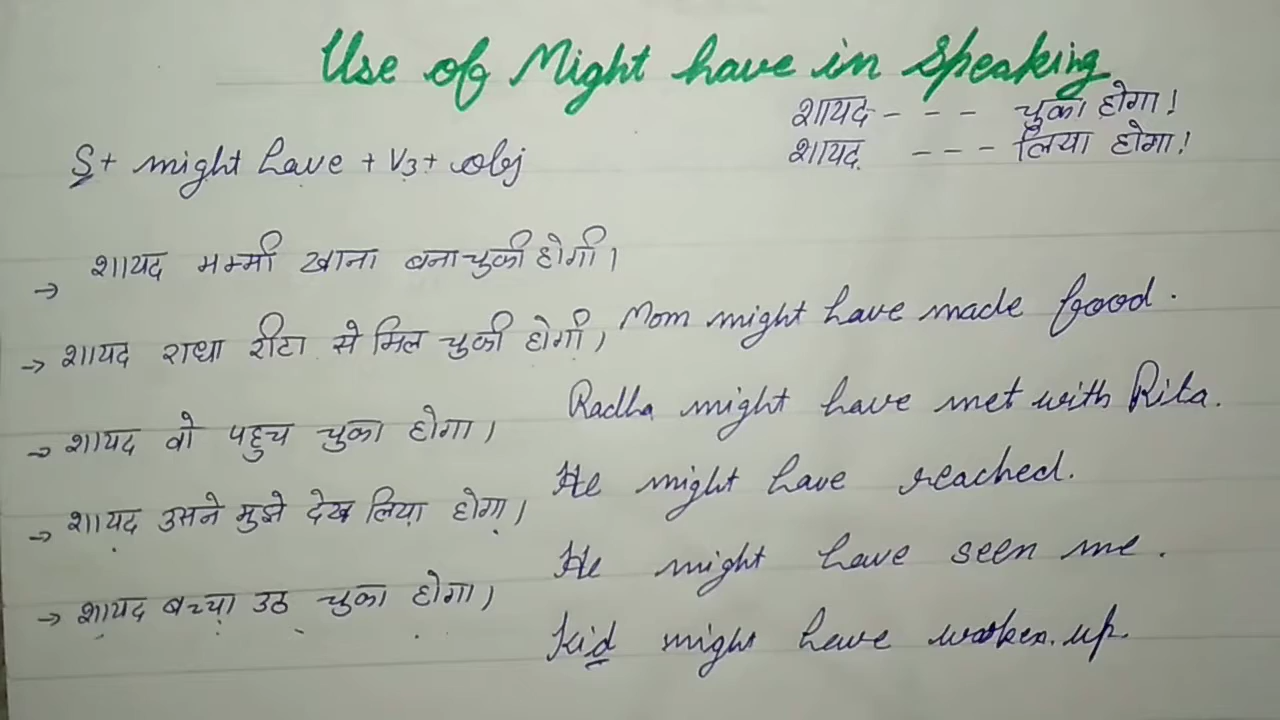 Use of Might have in Speaking
शायद - - - चुका होगा!
शायद - - - लिया होगा!
S + might have + V3 + obj
→ शायद मम्मी खाना बना चुकी होगी।
Mom might have made food.
→ शायद राधा रीटा से मिल चुकी होगी।
Radha might have met with Rita.
→ शायद वो पहुच चुका होगा।
He might have reached.
→ शायद उसने मुझे देख लिया होगा।
He might have seen me.
→ शायद बच्चा उठ चुका होगा।
Kid might have woken up.